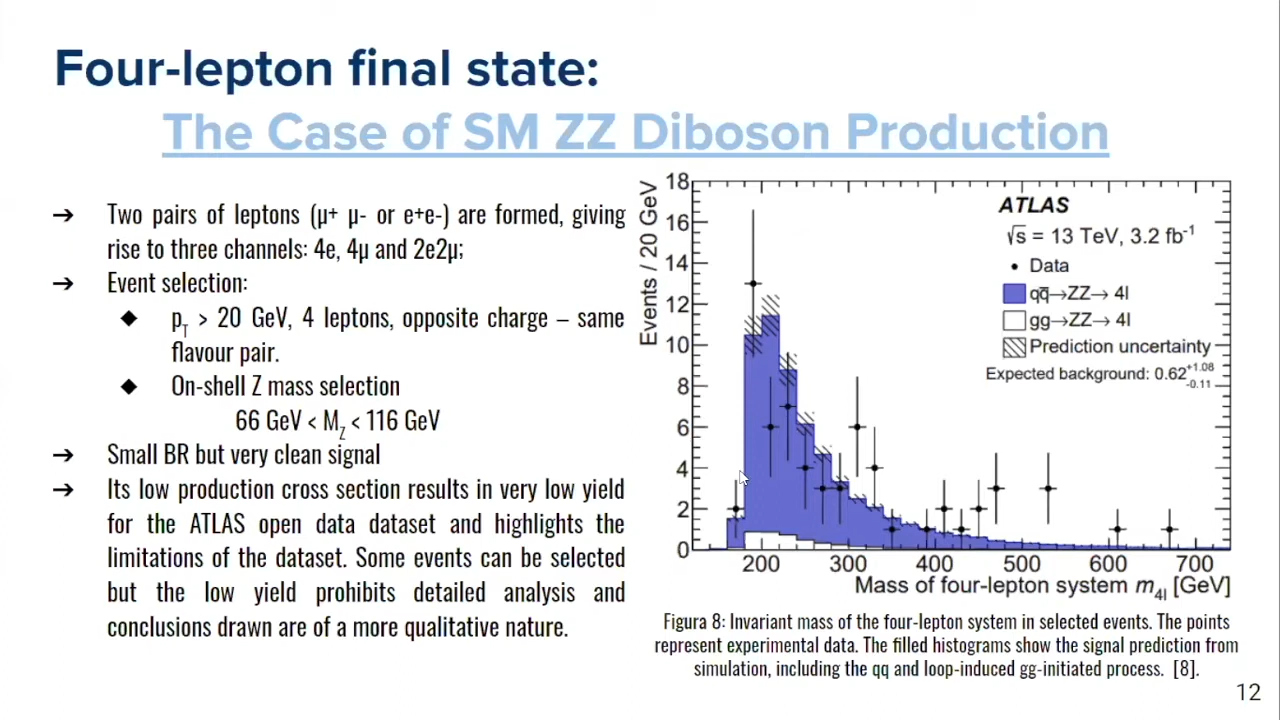 Four-lepton final state:
The Case of SM ZZ Diboson Production
➔ Two pairs of leptons (μ+ μ- or e+e-) are formed, giving
rise to three channels: 4e, 4μ and 2e2μ;
➔ Event selection:
◆ pT > 20 GeV, 4 leptons, opposite charge – same
flavour pair.
◆ On-shell Z mass selection
66 GeV < MZ < 116 GeV
➔ Small BR but very clean signal
➔ Its low production cross section results in very low yield
for the ATLAS open data dataset and highlights the
limitations of the dataset. Some events can be selected
but the low yield prohibits detailed analysis and
conclusions drawn are of a more qualitative nature.
Events / 20 GeV
18
16
14
12
10
8
6
4
2
0
ATLAS
√s = 13 TeV, 3.2 fb-1
Data
qq̄→ZZ→ 4l
gg→ZZ→ 4l
Prediction uncertainty
Expected background: 0.62+1.08-0.11
200 300 400 500 600 700
Mass of four-lepton system m4l [GeV]
Figura 8: Invariant mass of the four-lepton system in selected events. The points
represent experimental data. The filled histograms show the signal prediction from
simulation, including the qq and loop-induced gg-initiated process. [8].
12